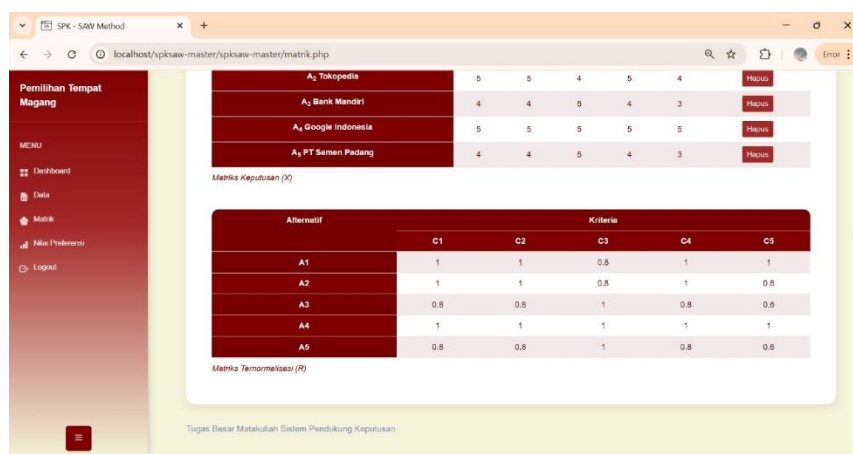 SPK - SAW Method
localhost/spksaw-master/spksaw-master/matrik.php
Error
Pemilihan Tempat
Magang
MENU
Dashboard
Data
Matrik
Nilai Preferensi
Logout
A2 Tokopedia 5 5 4 5 4 Hapus
A3 Bank Mandiri 4 4 5 4 3 Hapus
A4 Google Indonesia 5 5 5 5 5 Hapus
A5 PT Semen Padang 4 4 5 4 3 Hapus
Matriks Keputusan (X)
Alternatif Kriteria
C1 C2 C3 C4 C5
A1 1 1 0.8 1 1
A2 1 1 0.8 1 0.8
A3 0.8 0.8 1 0.8 0.6
A4 1 1 1 1 1
A5 0.8 0.8 1 0.8 0.6
Matriks Ternormalisasi (R)
Tugas Besar Matakuliah Sistem Pendukung Keputusan